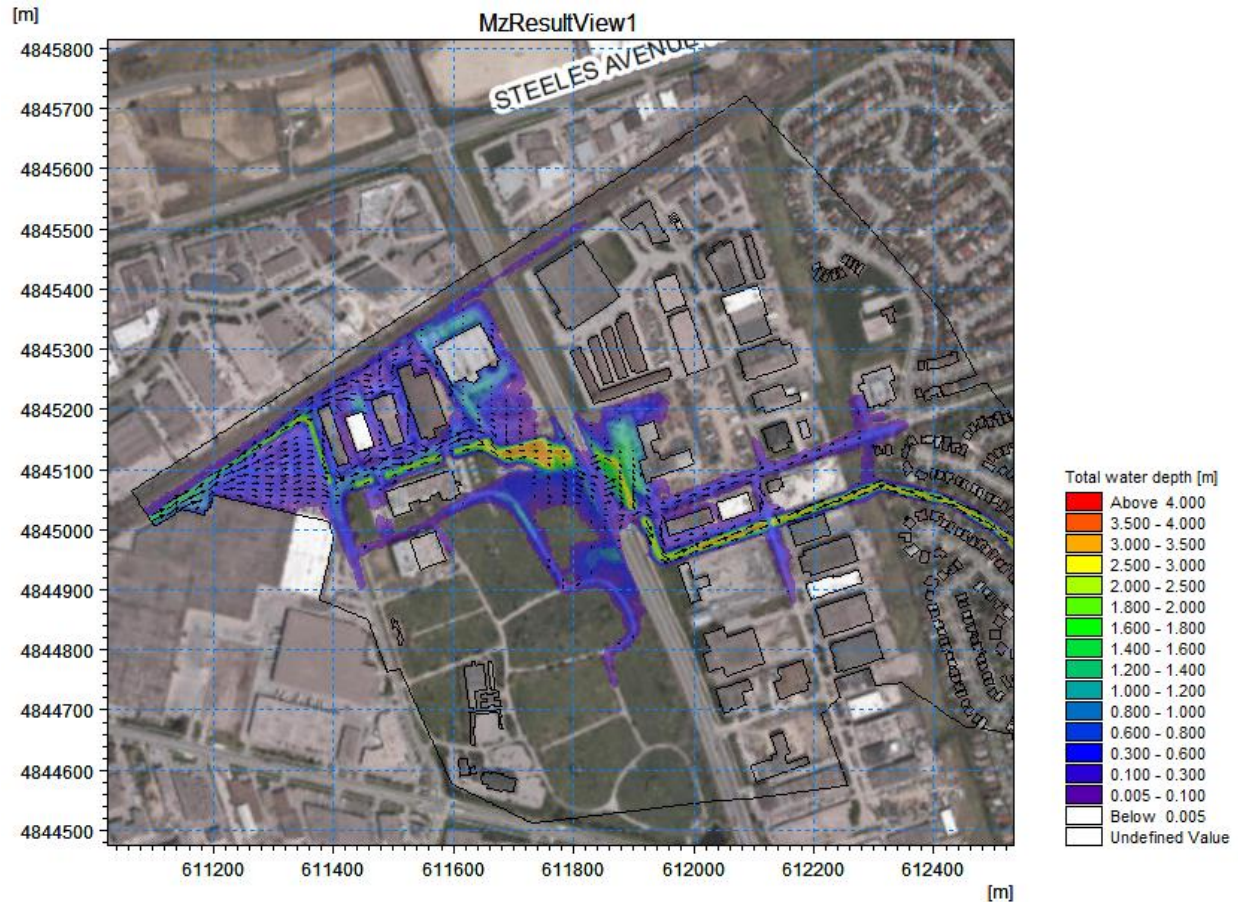 [m]
MzResultView1
4845800
4845700
4845600
4845500
4845400
4845300
4845200
4845100
4845000
4844900
4844800
4844700
4844600
4844500
STEELES AVENUE
611200 611400 611600 611800 612000 612200 612400
[m]
Total water depth [m]
Above 4.000
3.500 - 4.000
3.000 - 3.500
2.500 - 3.000
2.000 - 2.500
1.800 - 2.000
1.600 - 1.800
1.400 - 1.600
1.200 - 1.400
1.000 - 1.200
0.800 - 1.000
0.600 - 0.800
0.300 - 0.600
0.100 - 0.300
0.005 - 0.100
Below 0.005
Undefined Value